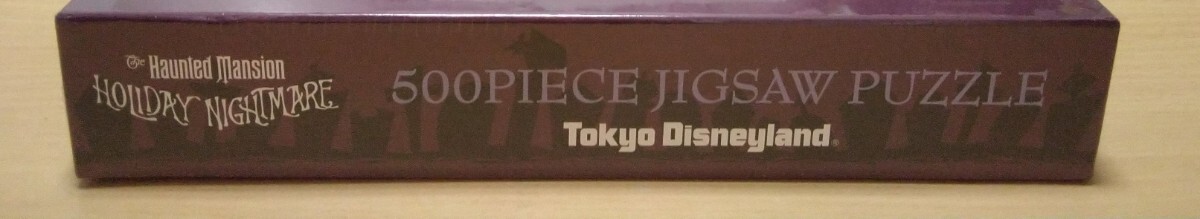 The Haunted Mansion
HOLIDAY NIGHTMARE
500PIECE JIGSAW PUZZLE
Tokyo Disneyland®